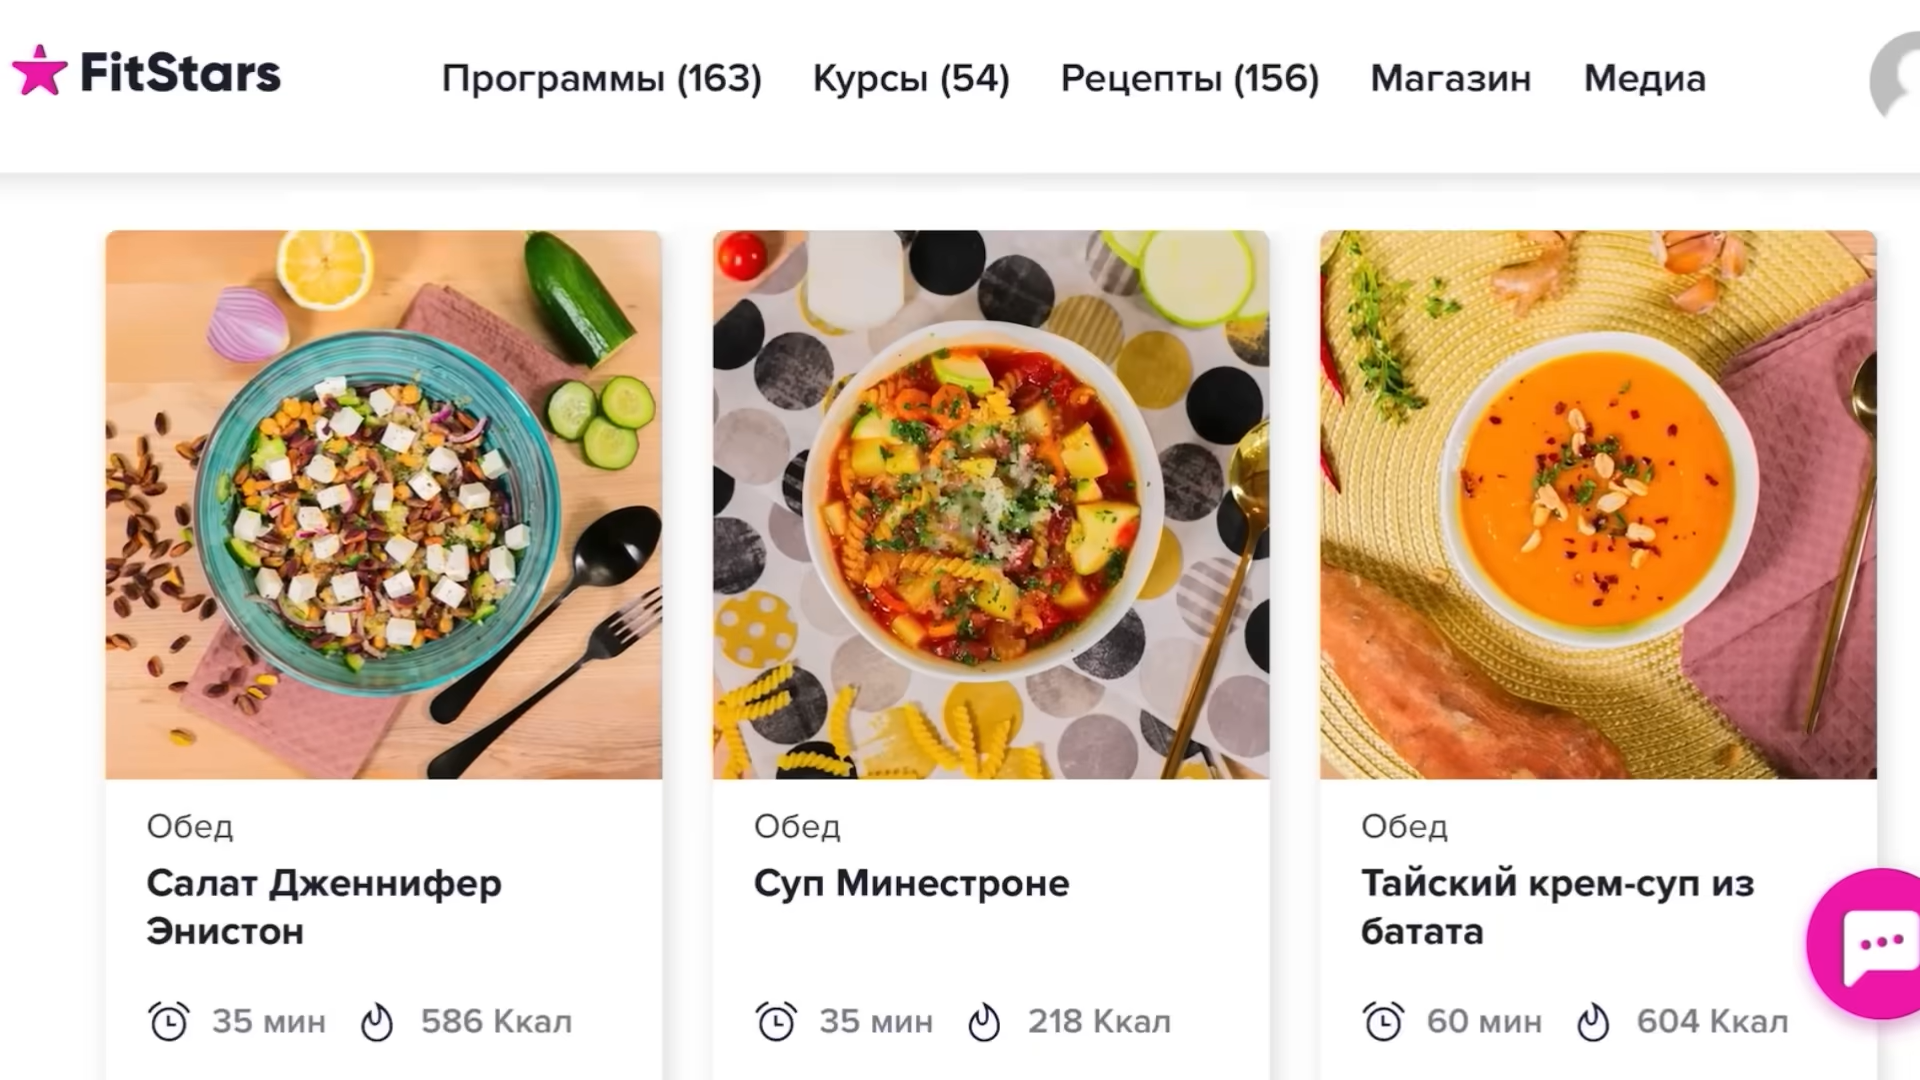 FitStars
Программы (163) Курсы (54) Рецепты (156) Магазин Медиа
Обед
Салат Дженнифер
Энистон
35 мин 586 Ккал
Обед
Суп Минестроне
35 мин 218 Ккал
Обед
Тайский крем-суп из
батата
60 мин 604 Ккал